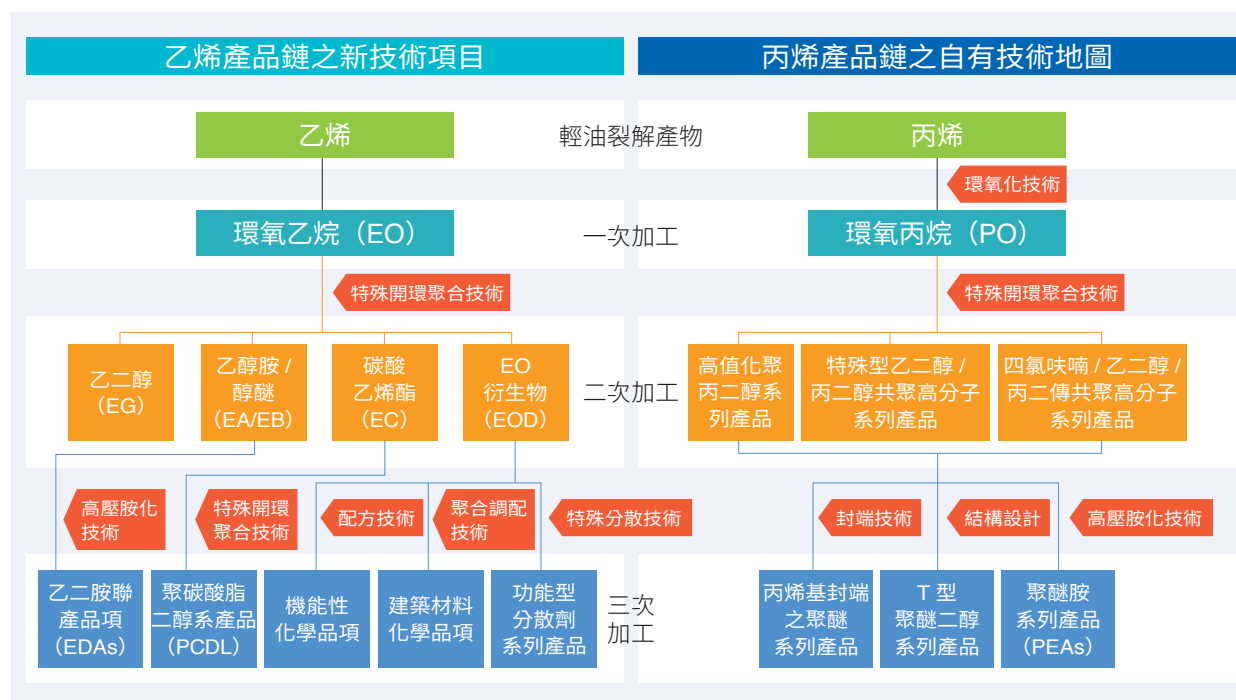 乙烯產品鏈之新技術項目
丙烯產品鏈之自有技術地圖
乙烯
輕油裂解產物
丙烯
環氧化技術
環氧乙烷（EO）
一次加工
環氧丙烷（PO）
特殊開環聚合技術
特殊開環聚合技術
乙二醇
（EG）
乙醇胺 /
醇醚
（EA/EB）
碳酸
乙烯酯
（EC）
EO
衍生物
（EOD）
二次加工
高值化聚
丙二醇系
列產品
特殊型乙二醇 /
丙二醇共聚高分子
系列產品
四氯呋喃 / 乙二醇 /
丙二傳共聚高分子
系列產品
高壓胺化
技術
特殊開環
聚合技術
配方技術
聚合調配
技術
特殊分散技術
封端技術
結構設計
高壓胺化技術
乙二胺聯
產品項
（EDAs）
聚碳酸脂
二醇系產品
（PCDL）
機能性
化學品項
建築材料
化學品項
功能型
分散劑
系列產品
三次
加工
丙烯基封端
之聚醚
系列產品
T 型
聚醚二醇
系列產品
聚醚胺
系列產品
（PEAs）